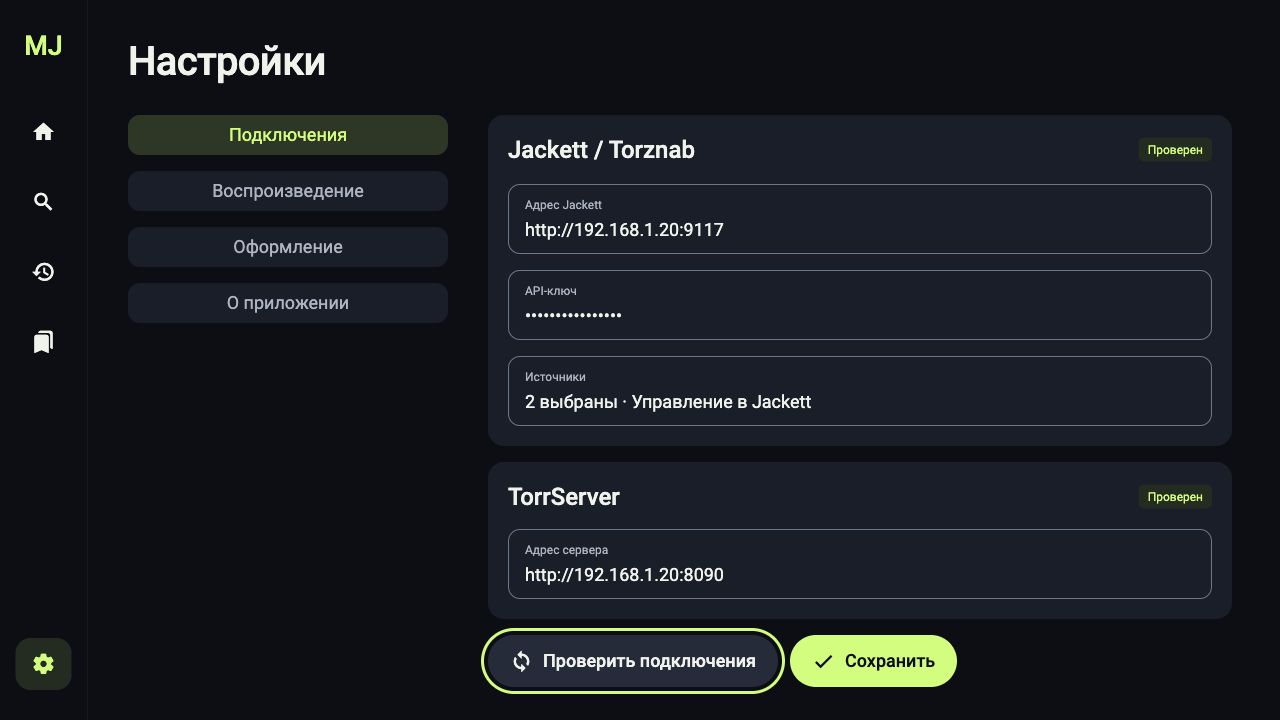 MJ
Настройки
Подключения
Воспроизведение
Оформление
О приложении
Jackett / Torznab
Проверен
Адрес Jackett
http://192.168.1.20:9117
API-ключ
••••••••••••••••
Источники
2 выбраны · Управление в Jackett
TorrServer
Проверен
Адрес сервера
http://192.168.1.20:8090
Проверить подключения
Сохранить